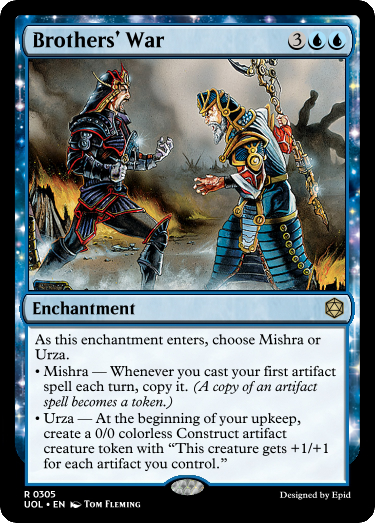 Brothers' War 3
Enchantment
As this enchantment enters, choose Mishra or
Urza.
• Mishra — Whenever you cast your first artifact
spell each turn, copy it. (A copy of an artifact
spell becomes a token.)
• Urza — At the beginning of your upkeep,
create a 0/0 colorless Construct artifact
creature token with “This creature gets +1/+1
for each artifact you control.”
R 0305
UOL • EN Tom Fleming
Designed by Epid